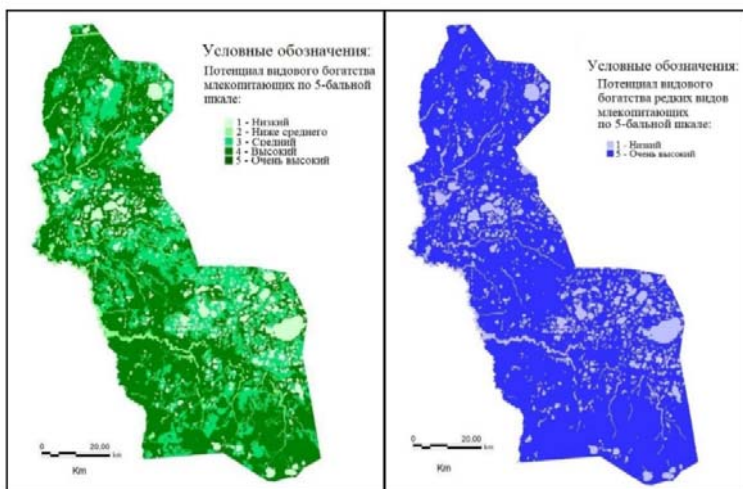 Условные обозначения:
Потенциал видового богатства
млекопитающих по 5-бальной
шкале:
1 - Низкий
2 - Ниже среднего
3 - Средний
4 - Высокий
5 - Очень высокий
0 20.00
km
Km
Условные обозначения:
Потенциал видового
богатства редких видов
млекопитающих
по 5-бальной шкале:
1 - Низкий
5 - Очень высокий
0 20.00
km
Km